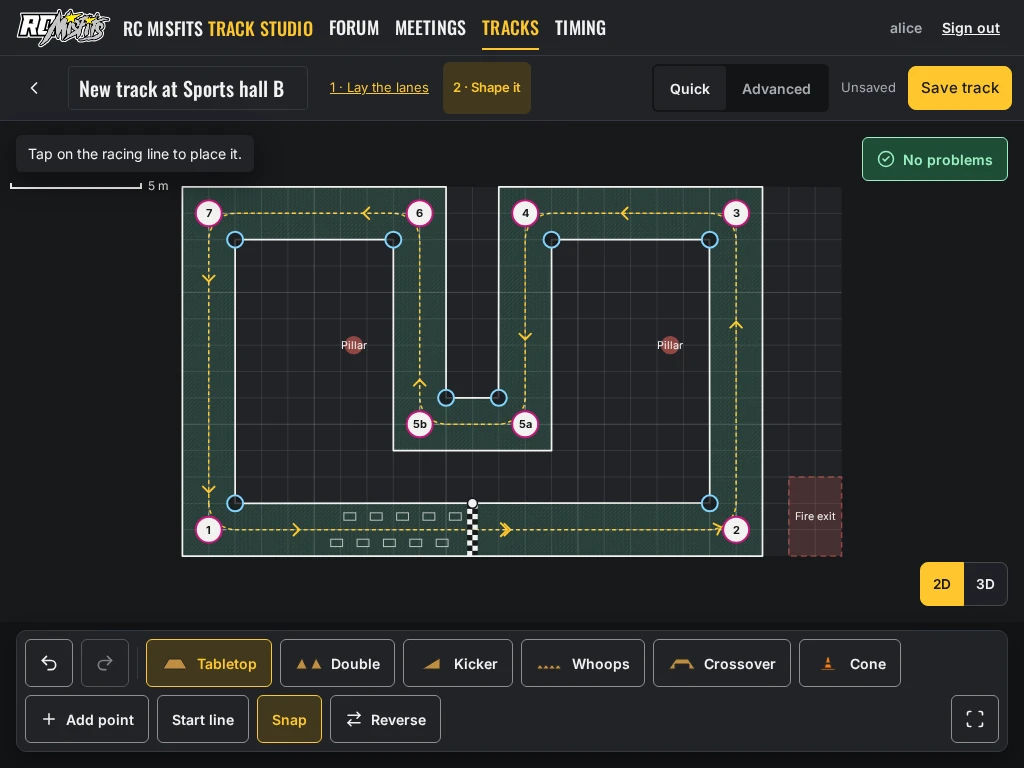 RC Misfits
RC MISFITS TRACK STUDIO FORUM MEETINGS TRACKS TIMING alice Sign out
New track at Sports hall B 1 · Lay the lanes 2 · Shape it Quick Advanced Unsaved Save track
Tap on the racing line to place it.
No problems
5 m
7 6 4 3
Pillar Pillar
5b 5a
Fire exit
1 2
2D 3D
Tabletop Double Kicker Whoops Crossover Cone
Add point Start line Snap Reverse